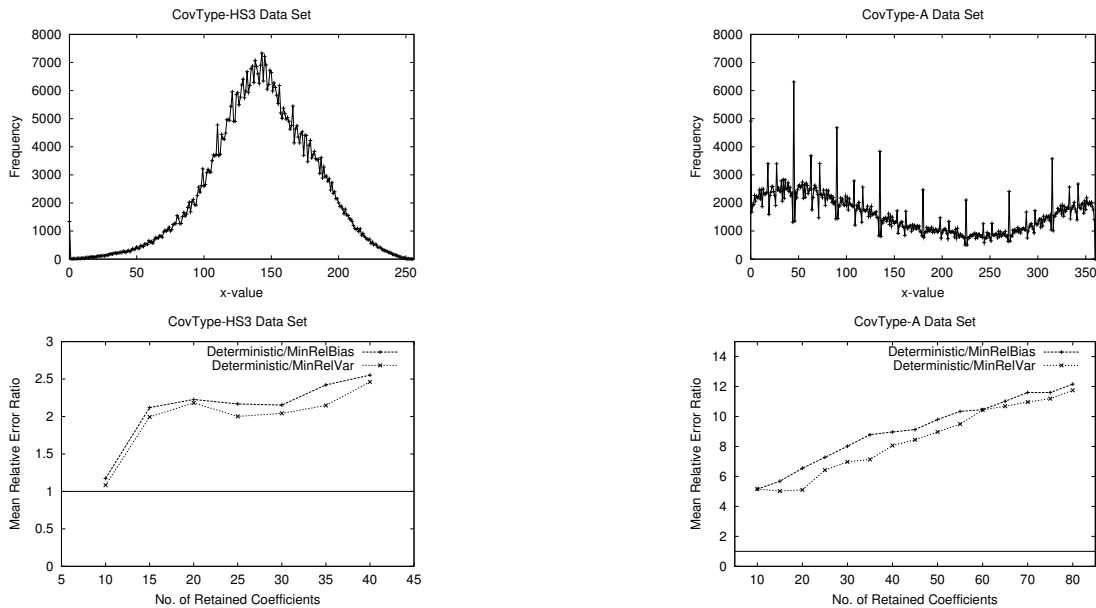 CovType-HS3 Data Set
8000
7000
6000
5000
4000
3000
2000
1000
0
Frequency
0 50 100 150 200 250
x-value
CovType-A Data Set
8000
7000
6000
5000
4000
3000
2000
1000
0
Frequency
0 50 100 150 200 250 300 350
x-value
CovType-HS3 Data Set
3
2.5
2
1.5
1
0.5
0
Mean Relative Error Ratio
Deterministic/MinRelBias
Deterministic/MinRelVar
5 10 15 20 25 30 35 40 45
No. of Retained Coefficients
CovType-A Data Set
14
12
10
8
6
4
2
0
Mean Relative Error Ratio
Deterministic/MinRelBias
Deterministic/MinRelVar
10 20 30 40 50 60 70 80
No. of Retained Coefficients